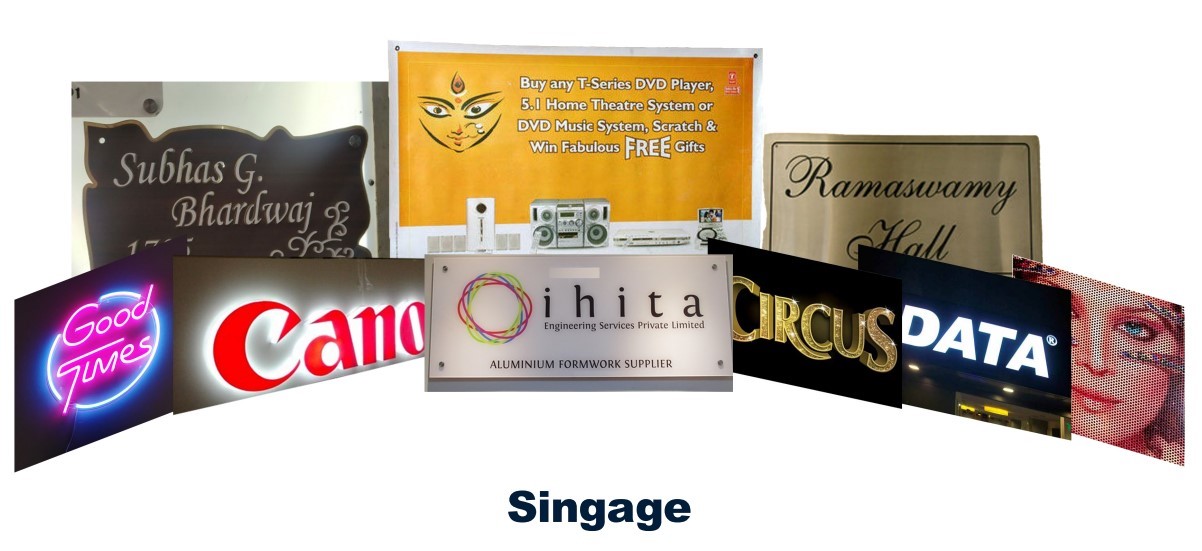 Buy any T-Series DVD Player,
5.1 Home Theatre System or
DVD Music System, Scratch &
Win Fabulous FREE Gifts
Subhas G.
Bhardwaj
Ramaswamy
Hall
Good
Times
Cano
ihita
Engineering Services Private Limited
ALUMINIUM FORMWORK SUPPLIER
CIRCUS
DATA®
Singage